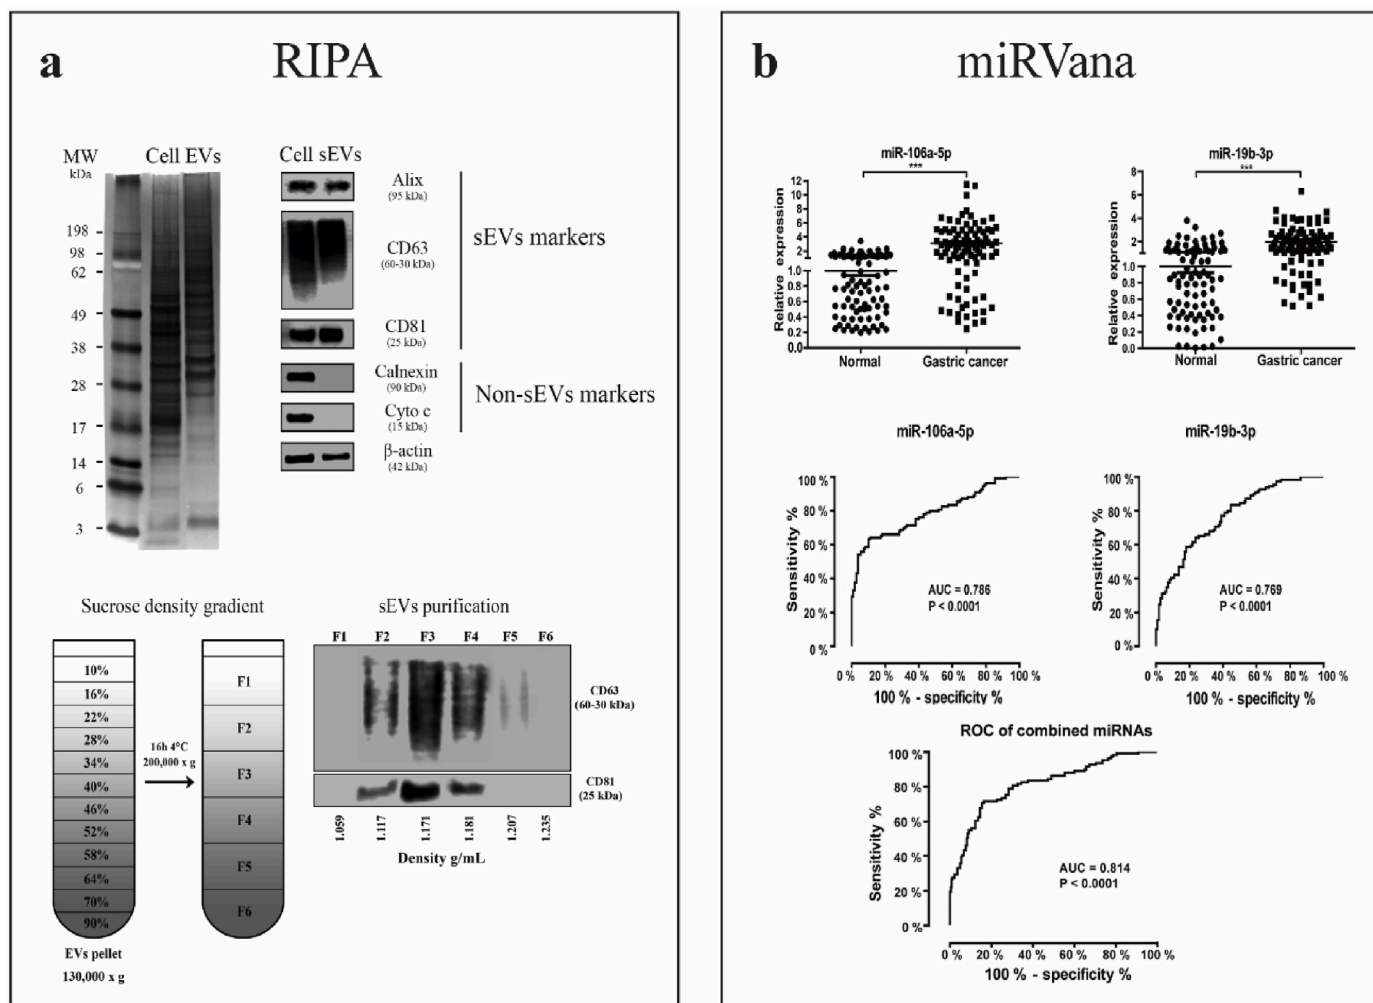 a
RIPA
MW
kDa
Cell EVs
198
98
62
49
38
28
17
14
6
3
Cell sEVs
Alix
(95 kDa)
CD63
(60-30 kDa)
CD81
(25 kDa)
Calnexin
(90 kDa)
Cyto c
(15 kDa)
β-actin
(42 kDa)
sEVs markers
Non-sEVs markers
Sucrose density gradient
10%
16%
22%
28%
34%
40%
46%
52%
58%
64%
70%
90%
EVs pellet
130,000 x g
16h 4°C
200,000 x g
F1
F2
F3
F4
F5
F6
sEVs purification
F1 F2 F3 F4 F5 F6
CD63
(60-30 kDa)
CD81
(25 kDa)
1.059 1.117 1.171 1.181 1.207 1.235
Density g/mL
b
miRVana
miR-106a-5p
***
Relative expression
12
10
8
6
4
2
1.0
0.8
0.6
0.4
0.2
0.0
Normal Gastric cancer
miR-19b-3p
***
Relative expression
8
6
4
2
1.0
0.8
0.6
0.4
0.2
0.0
Normal Gastric cancer
miR-106a-5p
Sensitivity %
100 %
80 %
60 %
40 %
20 %
0 %
AUC = 0.786
P < 0.0001
0 % 20 % 40 % 60 % 80 % 100 %
100 % - specificity %
miR-19b-3p
Sensitivity %
100 %
80 %
60 %
40 %
20 %
0 %
AUC = 0.769
P < 0.0001
0 % 20 % 40 % 60 % 80 % 100 %
100 % - specificity %
ROC of combined miRNAs
Sensitivity %
100 %
80 %
60 %
40 %
20 %
0 %
AUC = 0.814
P < 0.0001
0 % 20 % 40 % 60 % 80 % 100 %
100 % - specificity %